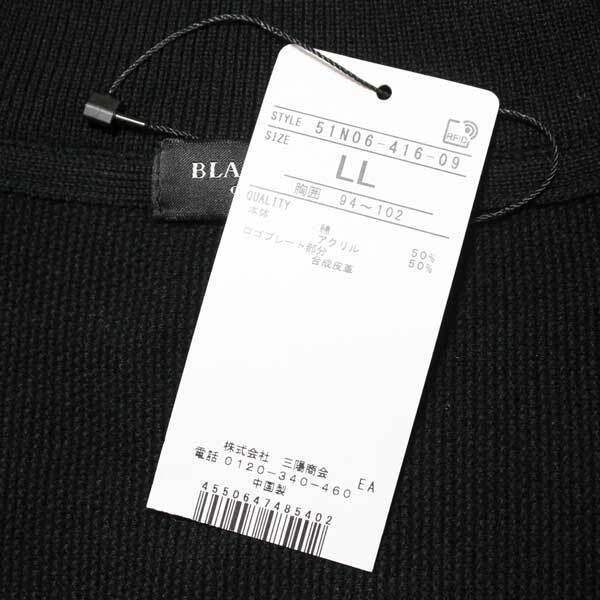 BLA
RFID
STYLE 51N06-416-09
SIZE
LL
胸囲 94～102
QUALITY
本体
綿 50%
アクリル 50%
ロゴプレート部分
合成皮革
株式会社 三陽商会
電話 0120-340-460 EA
中国製
4550647485402